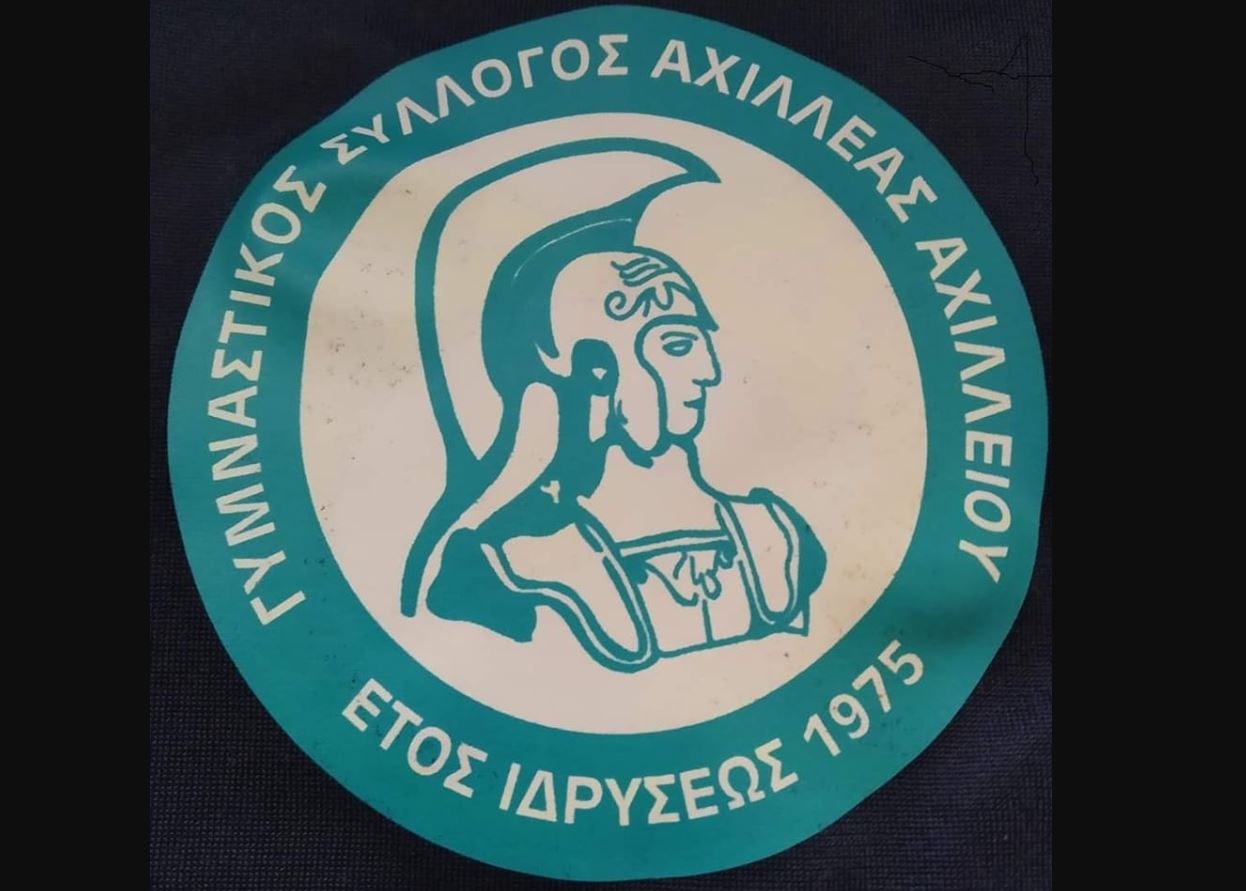 ΓΥΜΝΑΣΤΙΚΟΣ ΣΥΛΛΟΓΟΣ ΑΧΙΛΛΕΑΣ ΑΧΙΛΛΕΙΟΥ
ΕΤΟΣ ΙΔΡΥΣΕΩΣ 1975